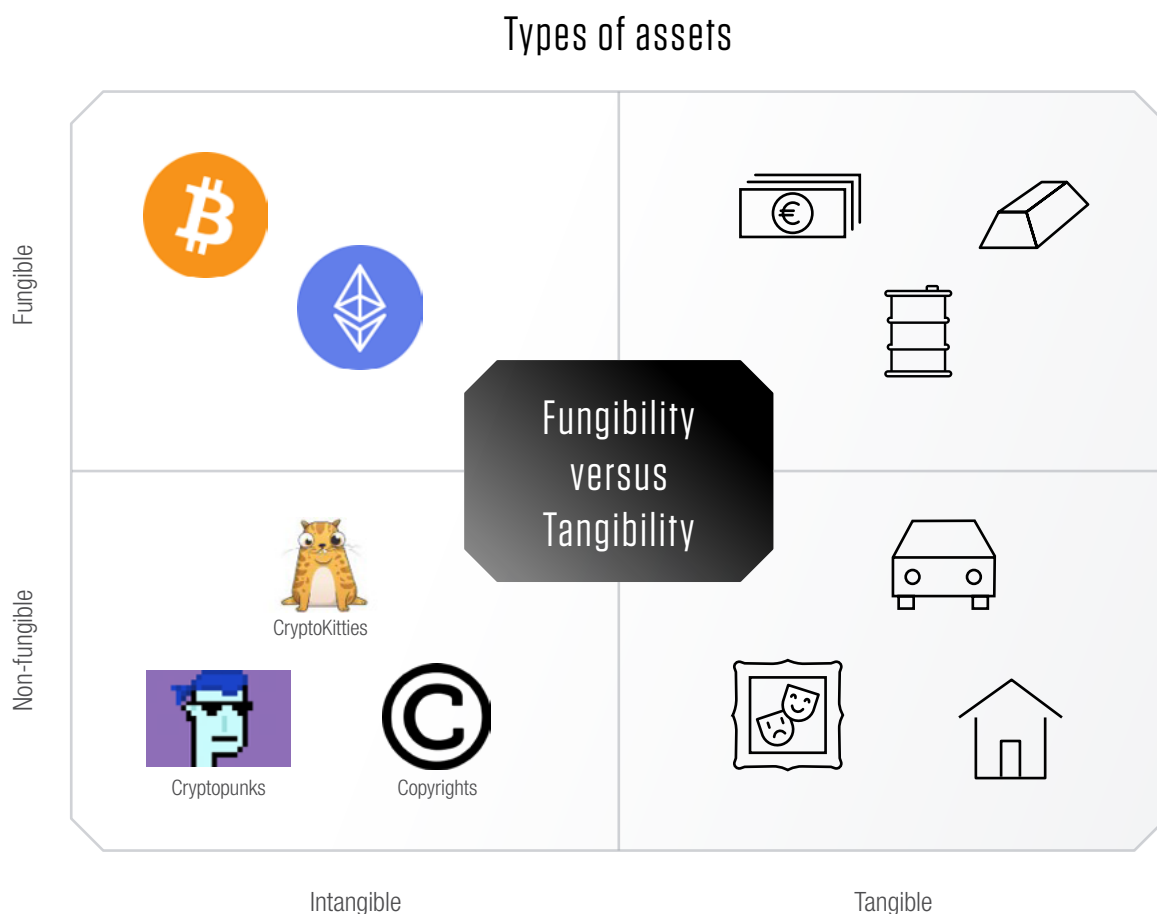 Types of assets
Fungible
€
Fungibility
versus
Tangibility
Non-fungible
CryptoKitties
Cryptopunks
Copyrights
Intangible
Tangible